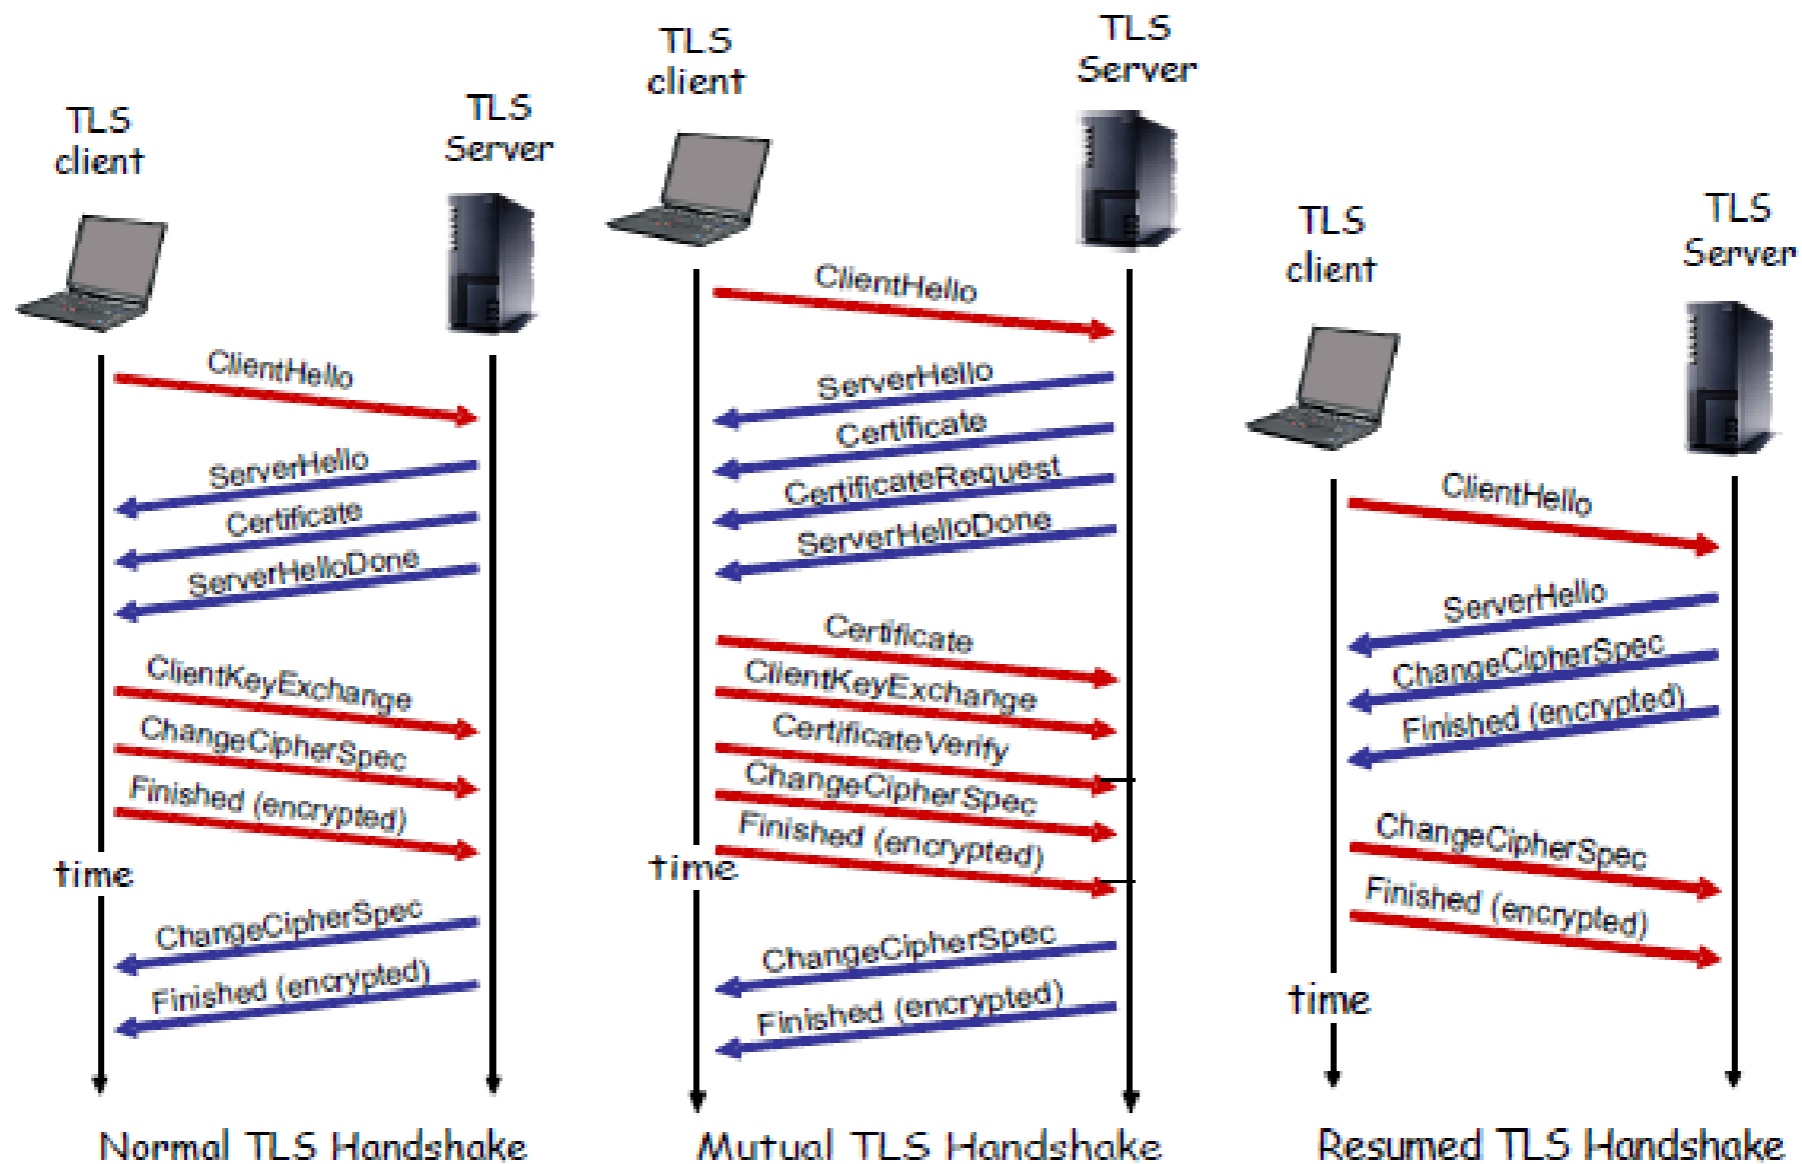 TLS
client
TLS
Server
ClientHello
ServerHello
Certificate
ServerHelloDone
ClientKeyExchange
ChangeCipherSpec
Finished (encrypted)
time
ChangeCipherSpec
Finished (encrypted)
Normal TLS Handshake
TLS
client
TLS
Server
ClientHello
ServerHello
Certificate
CertificateRequest
ServerHelloDone
Certificate
ClientKeyExchange
CertificateVerify
ChangeCipherSpec
Finished (encrypted)
time
ChangeCipherSpec
Finished (encrypted)
Mutual TLS Handshake
TLS
client
TLS
Server
ClientHello
ServerHello
ChangeCipherSpec
Finished (encrypted)
ChangeCipherSpec
Finished (encrypted)
time
Resumed TLS Handshake